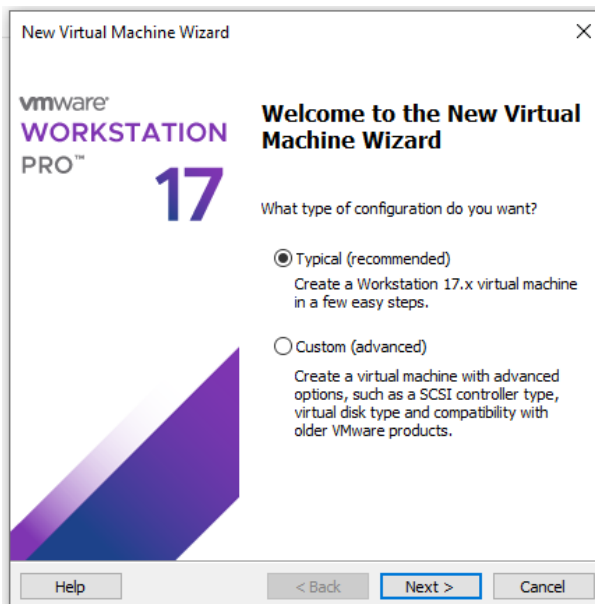 New Virtual Machine Wizard
vmware®
WORKSTATION
PRO™
17
Welcome to the New Virtual
Machine Wizard
What type of configuration do you want?
Typical (recommended)
Create a Workstation 17.x virtual machine
in a few easy steps.
Custom (advanced)
Create a virtual machine with advanced
options, such as a SCSI controller type,
virtual disk type and compatibility with
older VMware products.
Help
< Back
Next >
Cancel